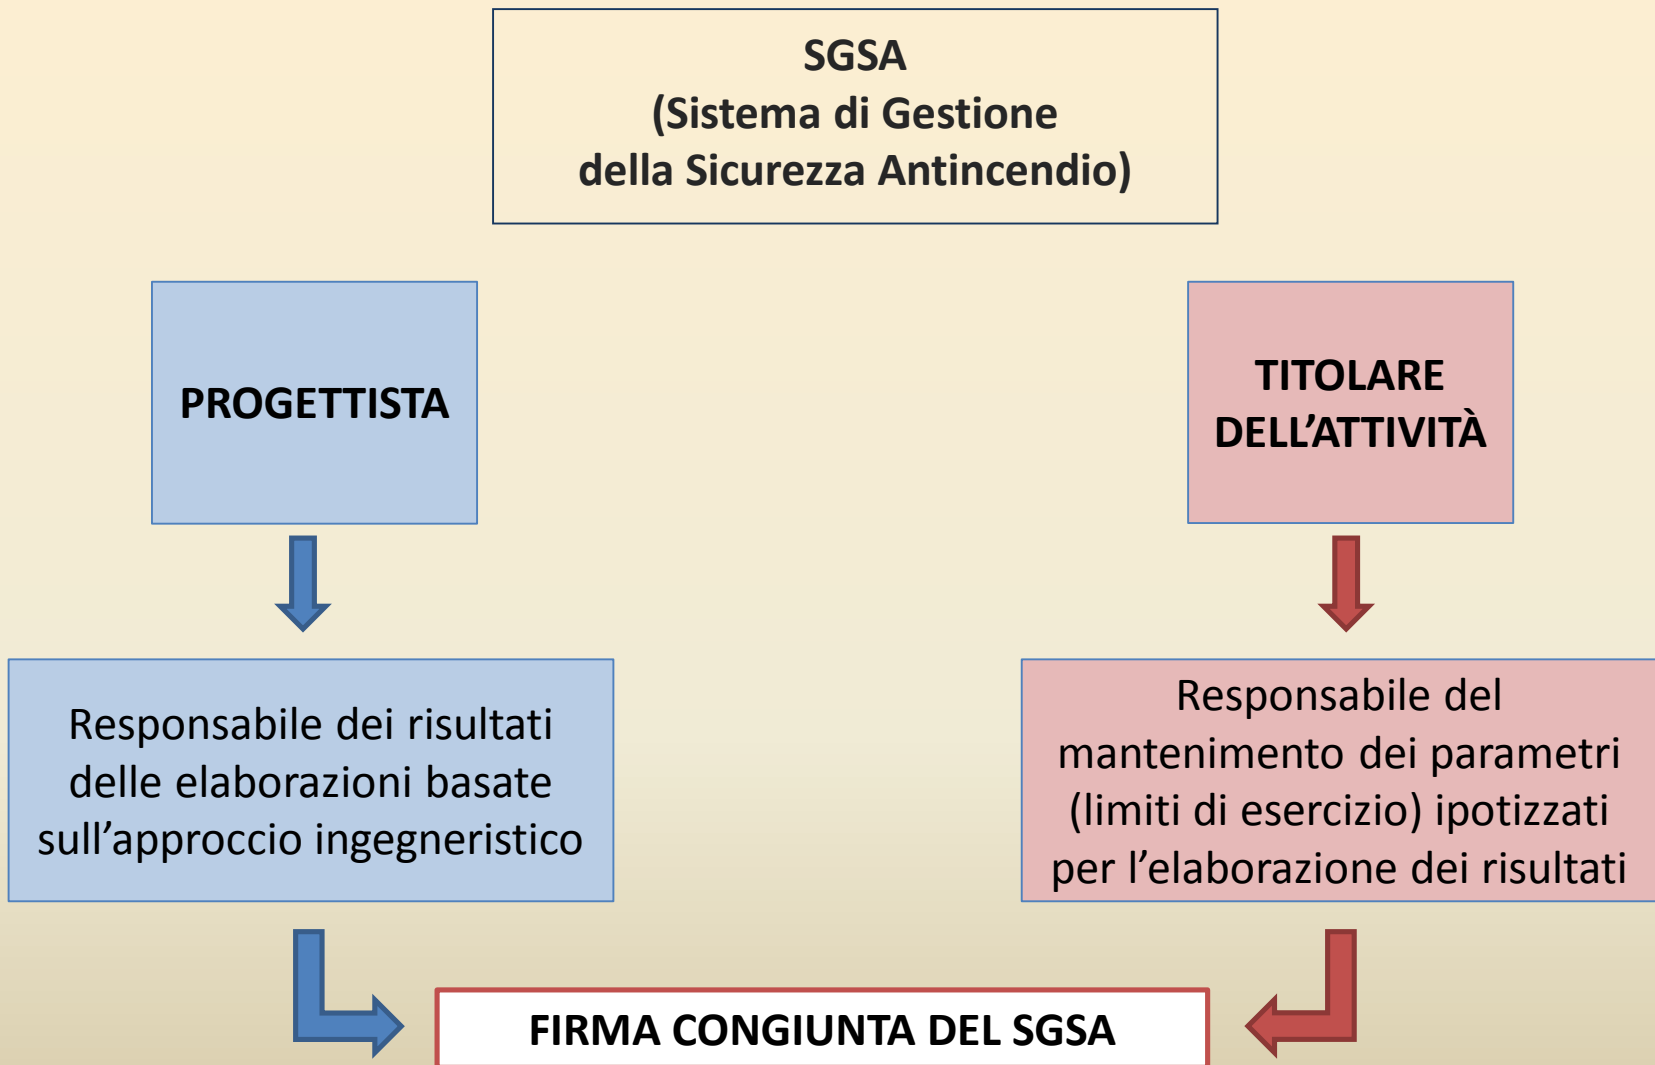 SGSA
(Sistema di Gestione
della Sicurezza Antincendio)
PROGETTISTA
TITOLARE
DELL’ATTIVITÀ
Responsabile dei risultati
delle elaborazioni basate
sull’approccio ingegneristico
Responsabile del
mantenimento dei parametri
(limiti di esercizio) ipotizzati
per l’elaborazione dei risultati
FIRMA CONGIUNTA DEL SGSA